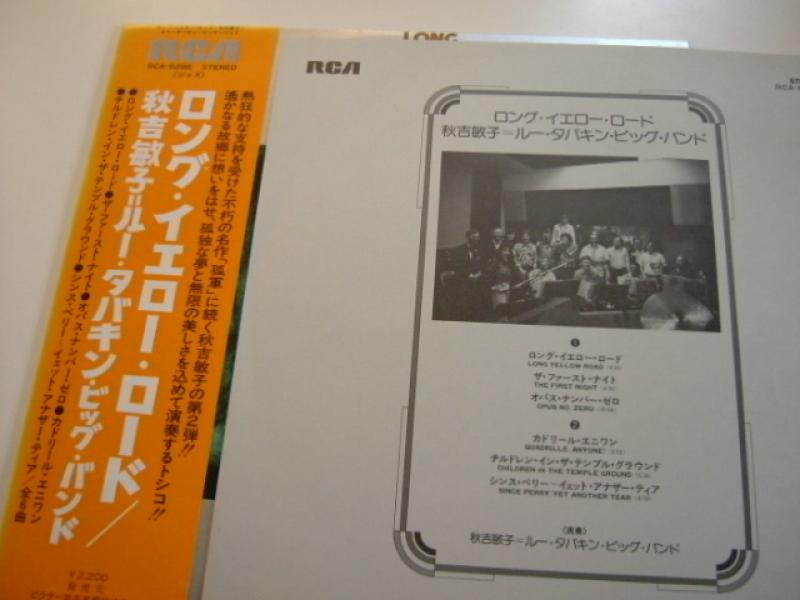 RCA
RCA-6296 STEREO
(ジャズ)
熱狂的な支持を受けた不朽の名作「孤軍」に続く秋吉敏子の第2弾!!
遙かなる故郷に想いをはせ、孤独な夢と無限の美しさを込めて演奏するトシコ!!
ロング・イエロー・ロード/
秋吉敏子=ルー・タバキン・ビッグ・バンド
●ロング・イエロー・ロード●ザ・ファースト・ナイト●オパス・ナンバー・ゼロ●カドリール・エニワン
●チルドレン・イン・ザ・テンプル・グラウンド●シンス・ペリー~イェット・アナザー・ティア/全6曲
¥2,200
発売元
LONG
RCA
ロング・イエロー・ロード
秋吉敏子=ルー・タバキン・ビッグ・バンド
1
ロング・イエロー・ロード
LONG YELLOW ROAD
ザ・ファースト・ナイト
THE FIRST NIGHT
オパス・ナンバー・ゼロ
OPUS NO. ZERO
2
カドリール・エニワン
QUADRILLE, ANYONE?
チルドレン・イン・ザ・テンプル・グラウンド
CHILDREN IN THE TEMPLE GROUND
シンス・ペリー~イェット・アナザー・ティア
SINCE PERRY/YET ANOTHER TEAR
〈演奏〉
秋吉敏子=ルー・タバキン・ビッグ・バンド